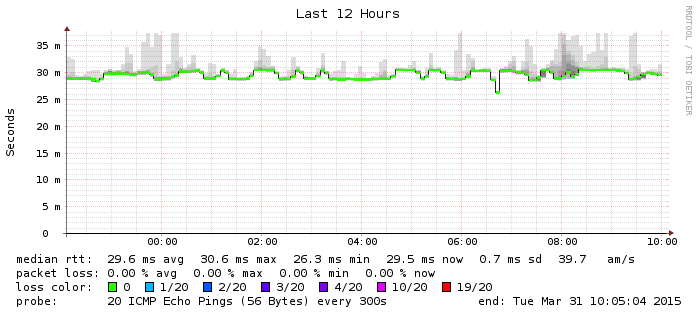 Last 12 Hours
RRDTOOL / TOBI OETIKER
Seconds
35 m
30 m
25 m
20 m
15 m
10 m
5 m
0
00:00 02:00 04:00 06:00 08:00 10:00
median rtt: 29.6 ms avg 30.6 ms max 26.3 ms min 29.5 ms now 0.7 ms sd 39.7 am/s
packet loss: 0.00 % avg 0.00 % max 0.00 % min 0.00 % now
loss color: 0 1/20 2/20 3/20 4/20 10/20 19/20
probe: 20 ICMP Echo Pings (56 Bytes) every 300s end: Tue Mar 31 10:05:04 2015